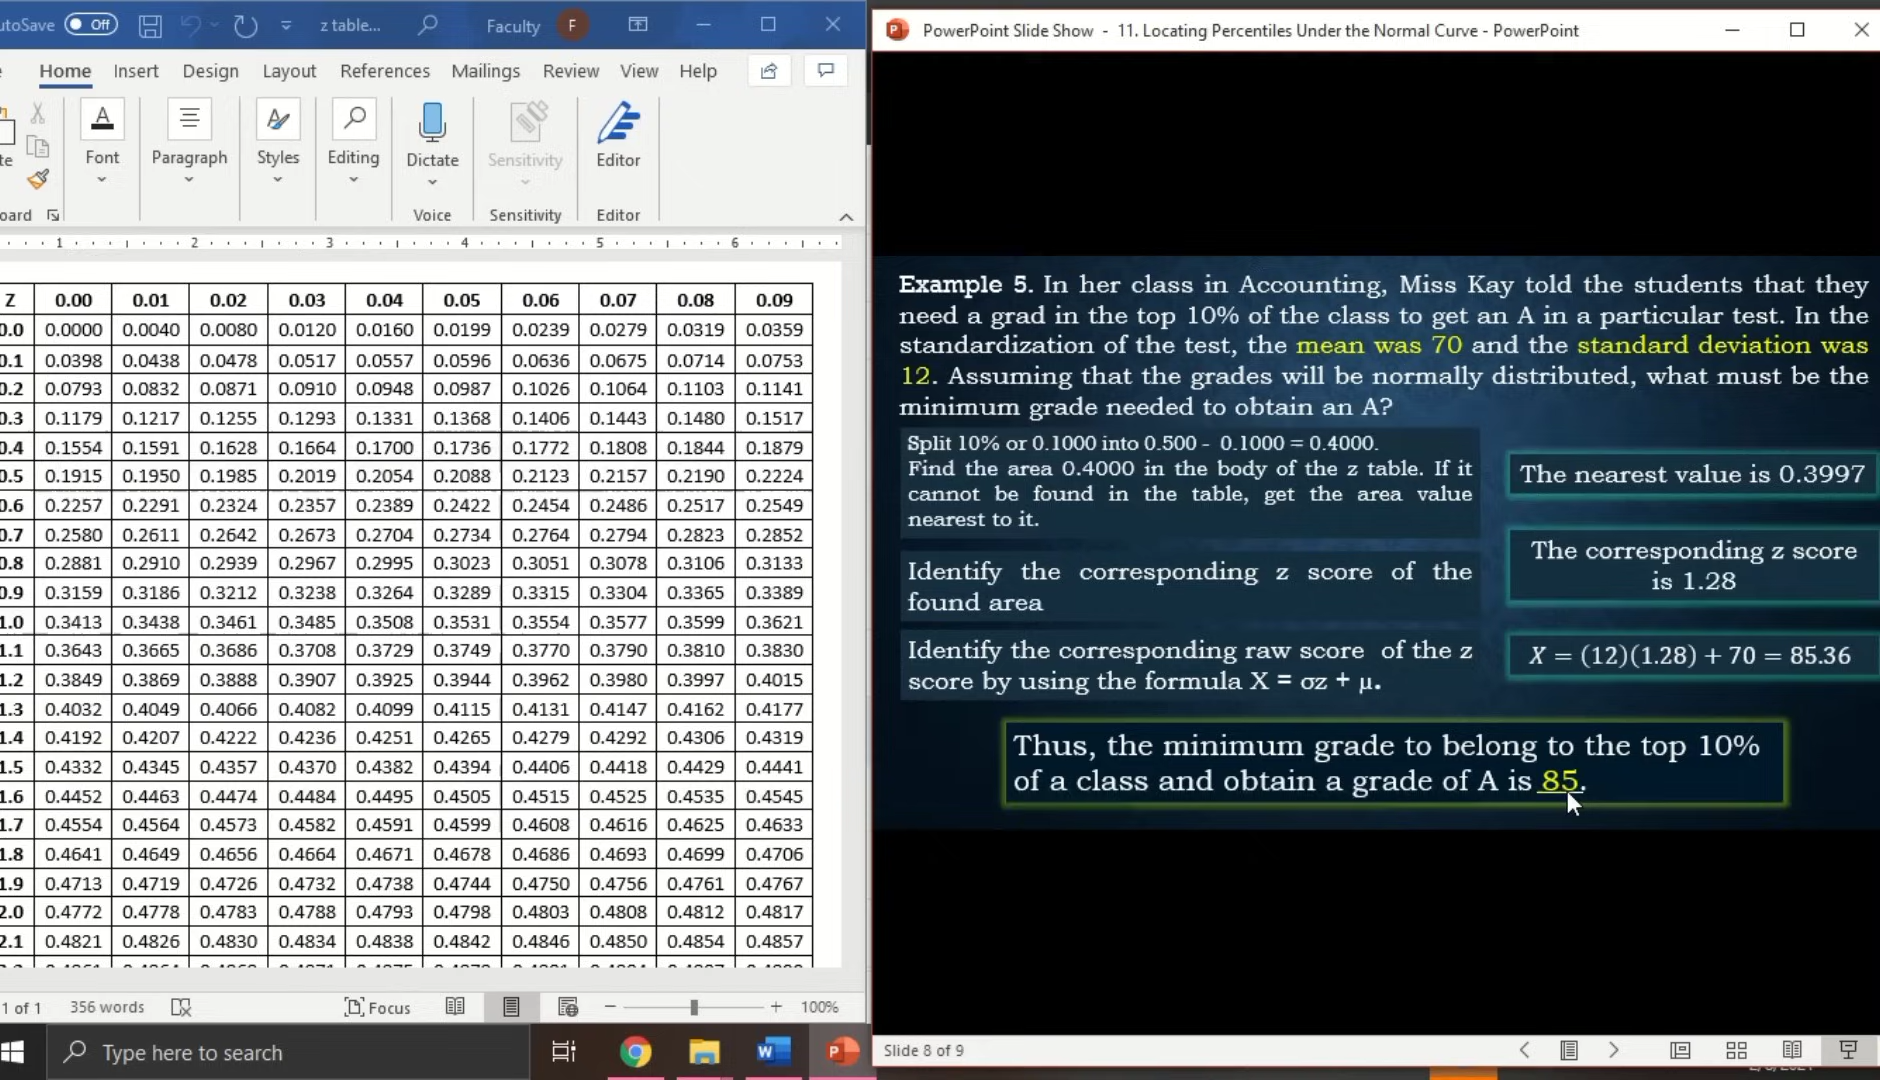 utoSave Off z table... Faculty F
Home Insert Design Layout References Mailings Review View Help
Font Paragraph Styles Editing Dictate Sensitivity Editor
oard Voice Sensitivity Editor
1 2 3 4 5 6
Z 0.00 0.01 0.02 0.03 0.04 0.05 0.06 0.07 0.08 0.09
0.0 0.0000 0.0040 0.0080 0.0120 0.0160 0.0199 0.0239 0.0279 0.0319 0.0359
0.1 0.0398 0.0438 0.0478 0.0517 0.0557 0.0596 0.0636 0.0675 0.0714 0.0753
0.2 0.0793 0.0832 0.0871 0.0910 0.0948 0.0987 0.1026 0.1064 0.1103 0.1141
0.3 0.1179 0.1217 0.1255 0.1293 0.1331 0.1368 0.1406 0.1443 0.1480 0.1517
0.4 0.1554 0.1591 0.1628 0.1664 0.1700 0.1736 0.1772 0.1808 0.1844 0.1879
0.5 0.1915 0.1950 0.1985 0.2019 0.2054 0.2088 0.2123 0.2157 0.2190 0.2224
0.6 0.2257 0.2291 0.2324 0.2357 0.2389 0.2422 0.2454 0.2486 0.2517 0.2549
0.7 0.2580 0.2611 0.2642 0.2673 0.2704 0.2734 0.2764 0.2794 0.2823 0.2852
0.8 0.2881 0.2910 0.2939 0.2967 0.2995 0.3023 0.3051 0.3078 0.3106 0.3133
0.9 0.3159 0.3186 0.3212 0.3238 0.3264 0.3289 0.3315 0.3304 0.3365 0.3389
1.0 0.3413 0.3438 0.3461 0.3485 0.3508 0.3531 0.3554 0.3577 0.3599 0.3621
1.1 0.3643 0.3665 0.3686 0.3708 0.3729 0.3749 0.3770 0.3790 0.3810 0.3830
1.2 0.3849 0.3869 0.3888 0.3907 0.3925 0.3944 0.3962 0.3980 0.3997 0.4015
1.3 0.4032 0.4049 0.4066 0.4082 0.4099 0.4115 0.4131 0.4147 0.4162 0.4177
1.4 0.4192 0.4207 0.4222 0.4236 0.4251 0.4265 0.4279 0.4292 0.4306 0.4319
1.5 0.4332 0.4345 0.4357 0.4370 0.4382 0.4394 0.4406 0.4418 0.4429 0.4441
1.6 0.4452 0.4463 0.4474 0.4484 0.4495 0.4505 0.4515 0.4525 0.4535 0.4545
1.7 0.4554 0.4564 0.4573 0.4582 0.4591 0.4599 0.4608 0.4616 0.4625 0.4633
1.8 0.4641 0.4649 0.4656 0.4664 0.4671 0.4678 0.4686 0.4693 0.4699 0.4706
1.9 0.4713 0.4719 0.4726 0.4732 0.4738 0.4744 0.4750 0.4756 0.4761 0.4767
2.0 0.4772 0.4778 0.4783 0.4788 0.4793 0.4798 0.4803 0.4808 0.4812 0.4817
2.1 0.4821 0.4826 0.4830 0.4834 0.4838 0.4842 0.4846 0.4850 0.4854 0.4857
1 of 1 356 words Focus 100%
Type here to search
PowerPoint Slide Show - 11. Locating Percentiles Under the Normal Curve - PowerPoint
Example 5. In her class in Accounting, Miss Kay told the students that they
need a grad in the top 10% of the class to get an A in a particular test. In the
standardization of the test, the mean was 70 and the standard deviation was
12. Assuming that the grades will be normally distributed, what must be the
minimum grade needed to obtain an A?
Split 10% or 0.1000 into 0.500 - 0.1000 = 0.4000.
Find the area 0.4000 in the body of the z table. If it
cannot be found in the table, get the area value
nearest to it.
The nearest value is 0.3997
Identify the corresponding z score of the
found area
The corresponding z score
is 1.28
Identify the corresponding raw score of the z
score by using the formula X = σz + μ.
X = (12)(1.28) + 70 = 85.36
Thus, the minimum grade to belong to the top 10%
of a class and obtain a grade of A is 85.
Slide 8 of 9